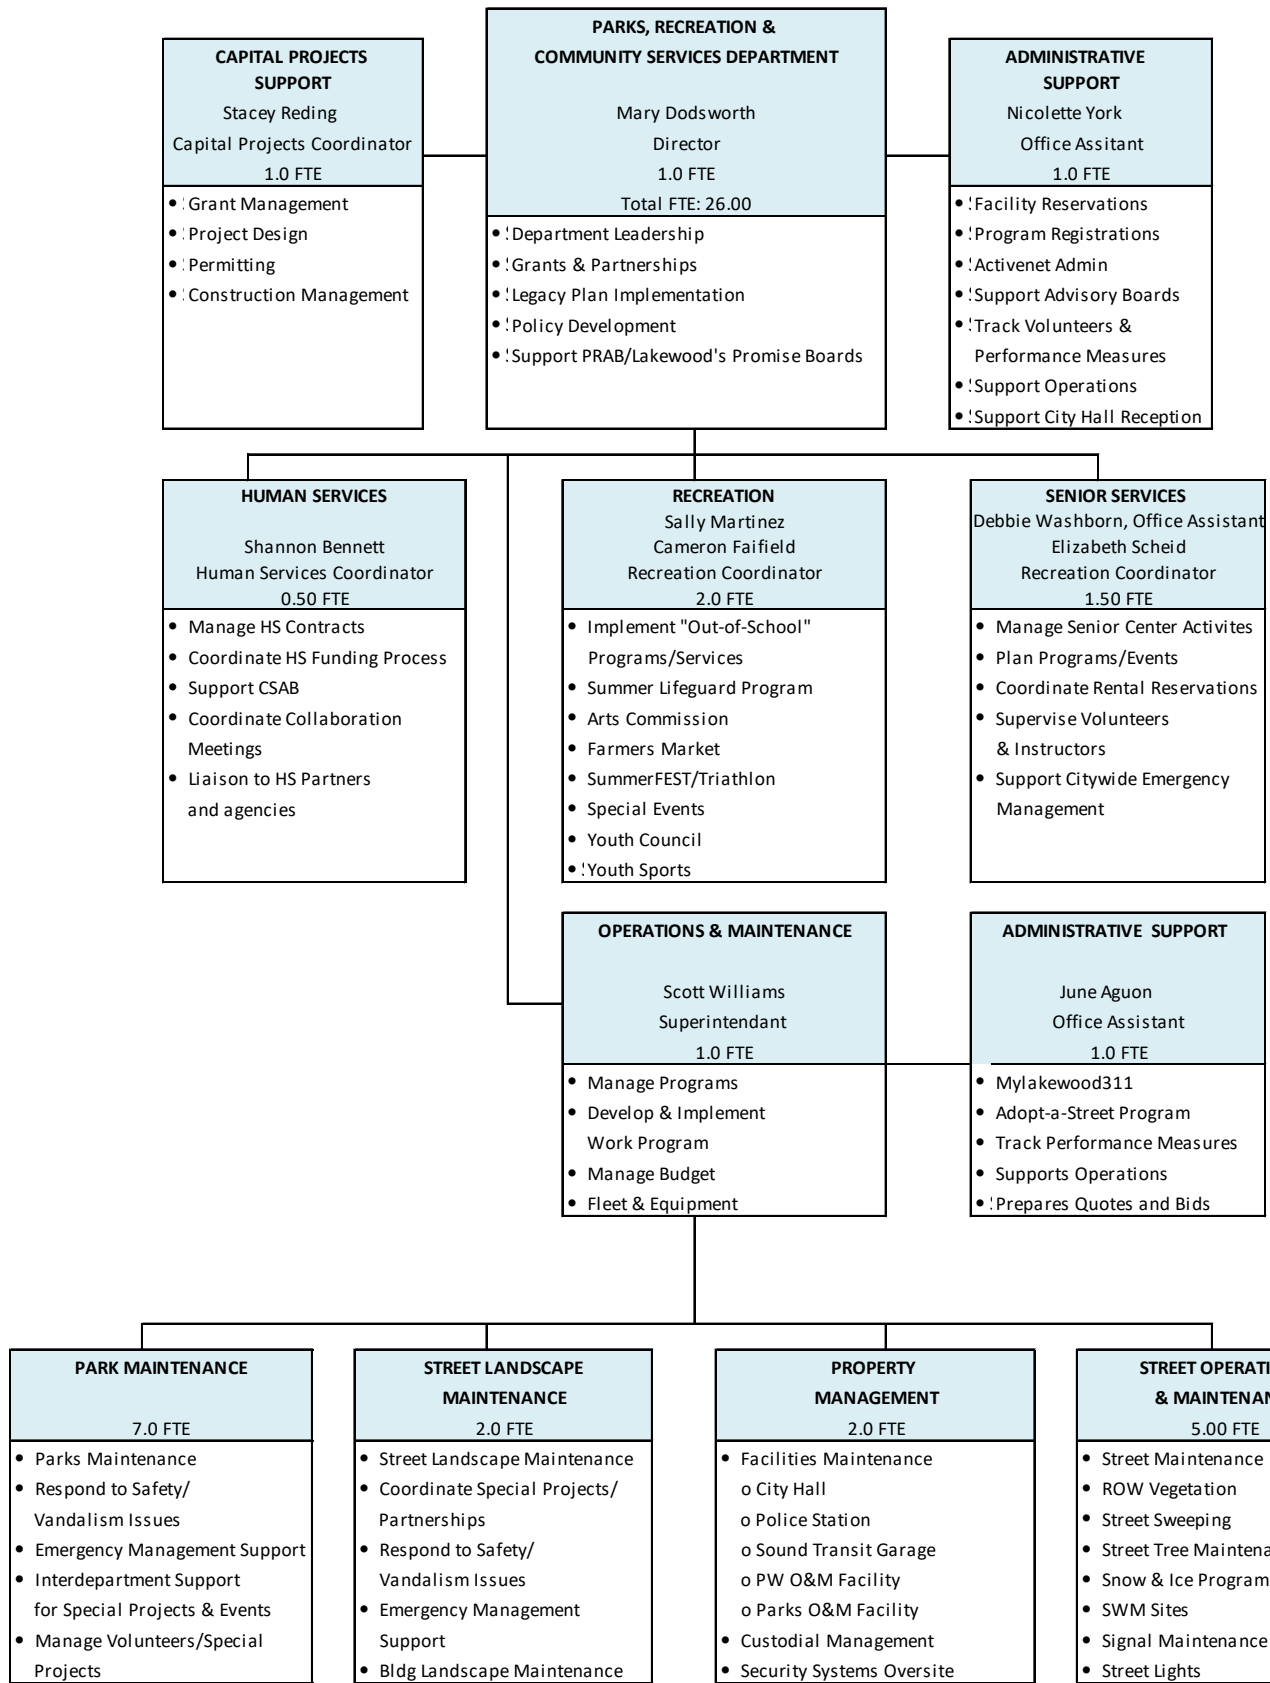 CAPITAL PROJECTS
SUPPORT
Stacey Reding
Capital Projects Coordinator
1.0 FTE
• Grant Management
• Project Design
• Permitting
• Construction Management
PARKS, RECREATION &
COMMUNITY SERVICES DEPARTMENT
Mary Dodsworth
Director
1.0 FTE
Total FTE: 26.00
• Department Leadership
• Grants & Partnerships
• Legacy Plan Implementation
• Policy Development
• Support PRAB/Lakewood's Promise Boards
ADMINISTRATIVE
SUPPORT
Nicolette York
Office Assitant
1.0 FTE
• Facility Reservations
• Program Registrations
• Activenet Admin
• Support Advisory Boards
• Track Volunteers &
Performance Measures
• Support Operations
• Support City Hall Reception
HUMAN SERVICES
Shannon Bennett
Human Services Coordinator
0.50 FTE
• Manage HS Contracts
• Coordinate HS Funding Process
• Support CSAB
• Coordinate Collaboration
Meetings
• Liaison to HS Partners
and agencies
RECREATION
Sally Martinez
Cameron Faifield
Recreation Coordinator
2.0 FTE
• Implement "Out-of-School"
Programs/Services
• Summer Lifeguard Program
• Arts Commission
• Farmers Market
• SummerFEST/Triathlon
• Special Events
• Youth Council
• Youth Sports
SENIOR SERVICES
Debbie Washborn, Office Assistant
Elizabeth Scheid
Recreation Coordinator
1.50 FTE
• Manage Senior Center Activites
• Plan Programs/Events
• Coordinate Rental Reservations
• Supervise Volunteers
& Instructors
• Support Citywide Emergency
Management
OPERATIONS & MAINTENANCE
Scott Williams
Superintendant
1.0 FTE
• Manage Programs
• Develop & Implement
Work Program
• Manage Budget
• Fleet & Equipment
ADMINISTRATIVE SUPPORT
June Aguon
Office Assistant
1.0 FTE
• Mylakewood311
• Adopt-a-Street Program
• Track Performance Measures
• Supports Operations
• Prepares Quotes and Bids
PARK MAINTENANCE
7.0 FTE
• Parks Maintenance
• Respond to Safety/
Vandalism Issues
• Emergency Management Support
• Interdepartment Support
for Special Projects & Events
• Manage Volunteers/Special
Projects
STREET LANDSCAPE
MAINTENANCE
2.0 FTE
• Street Landscape Maintenance
• Coordinate Special Projects/
Partnerships
• Respond to Safety/
Vandalism Issues
• Emergency Management
Support
• Bldg Landscape Maintenance
PROPERTY
MANAGEMENT
2.0 FTE
• Facilities Maintenance
o City Hall
o Police Station
o Sound Transit Garage
o PW O&M Facility
o Parks O&M Facility
• Custodial Management
• Security Systems Oversite
STREET OPERATI
& MAINTENAN
5.00 FTE
• Street Maintenance
• ROW Vegetation
• Street Sweeping
• Street Tree Maintena
• Snow & Ice Program
• SWM Sites
• Signal Maintenance
• Street Lights